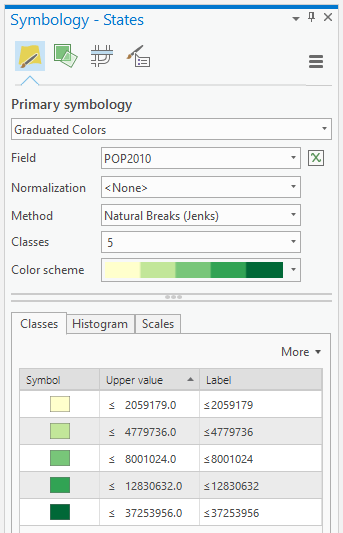 Symbology - States
Primary symbology
Graduated Colors
Field POP2010
Normalization <None>
Method Natural Breaks (Jenks)
Classes 5
Color scheme
Classes Histogram Scales
More
Symbol Upper value Label
≤ 2059179.0 ≤2059179
≤ 4779736.0 ≤4779736
≤ 8001024.0 ≤8001024
≤ 12830632.0 ≤12830632
≤ 37253956.0 ≤37253956